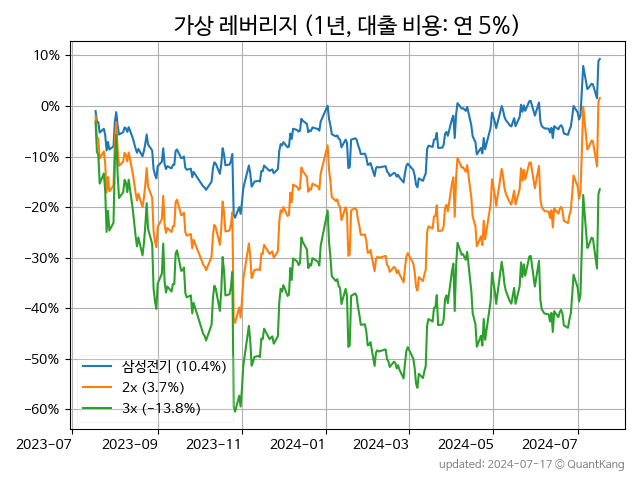 가상 레버리지 (1년, 대출 비용: 연 5%)
10%
0%
−10%
−20%
−30%
−40%
−50%
−60%
삼성전기 (10.4%)
2x (3.7%)
3x (−13.8%)
2023-07 2023-09 2023-11 2024-01 2024-03 2024-05 2024-07
updated: 2024-07-17 © QuantKang